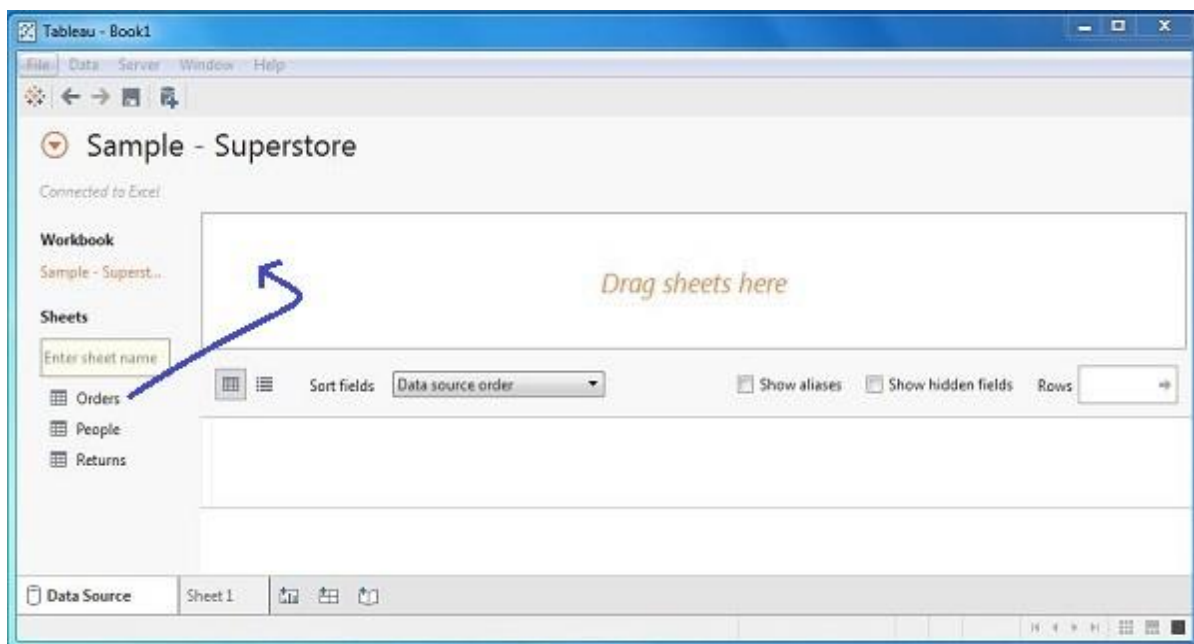 Tableau - Book1
File Data Server Window Help
Sample - Superstore
Connected to Excel
Workbook
Sample - Superst...
Sheets
Enter sheet name
Orders
People
Returns
Drag sheets here
Sort fields Data source order Show aliases Show hidden fields Rows
Data Source Sheet 1